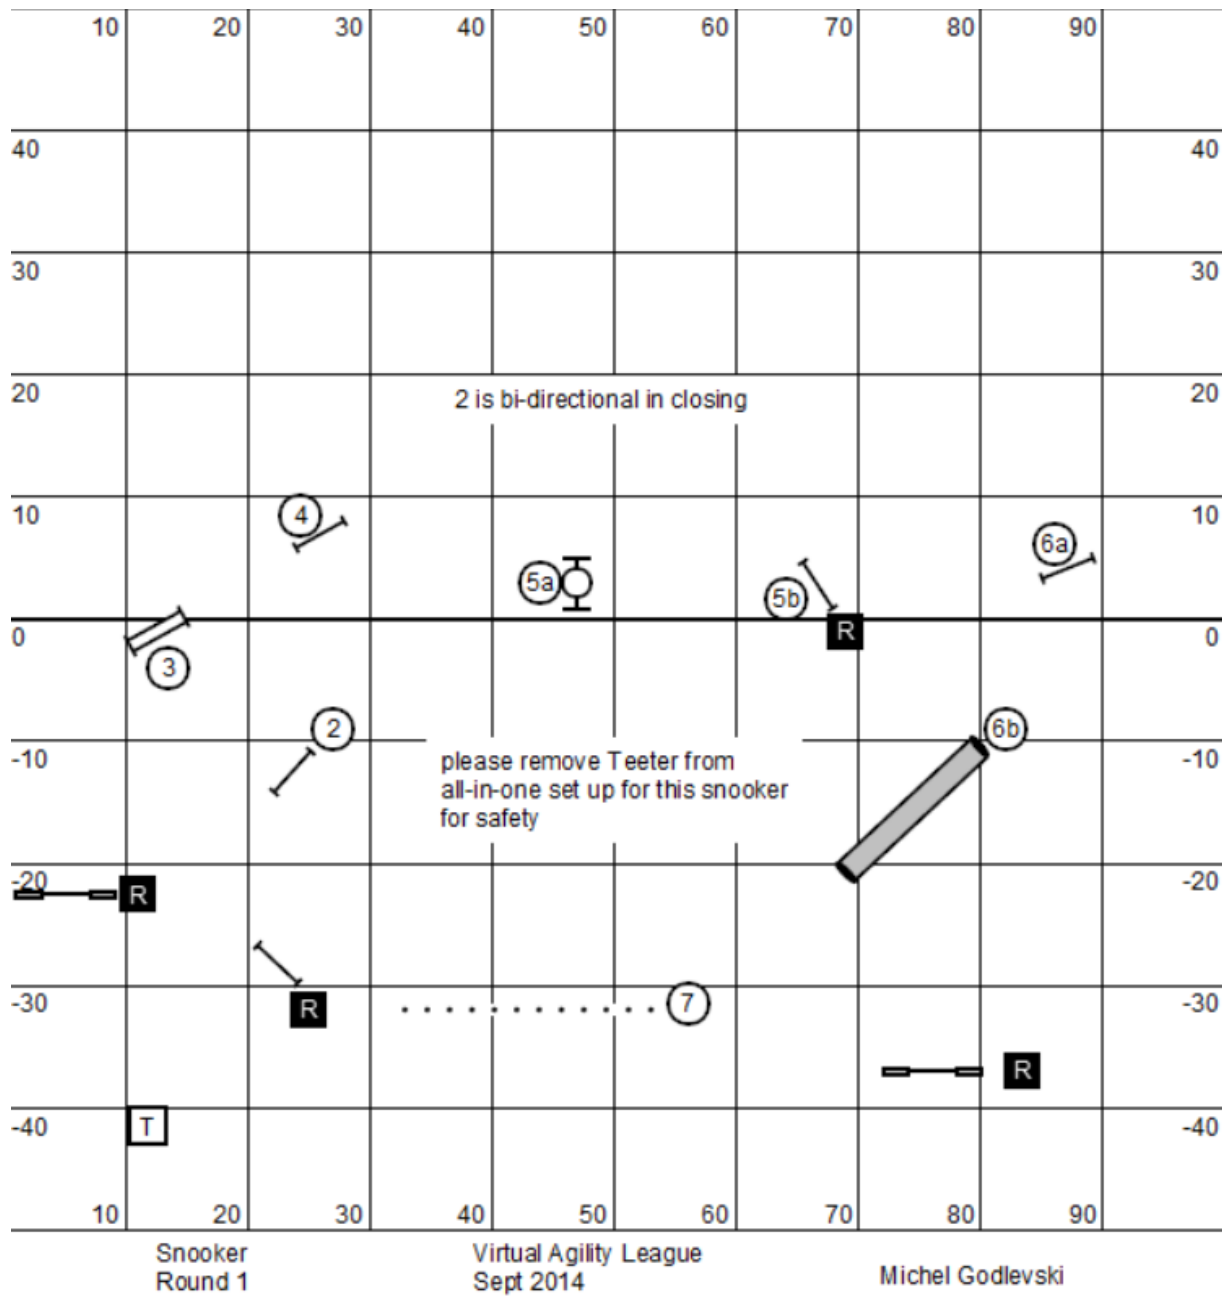 10 20 30 40 50 60 70 80 90
40 40
30 30
20 20
2 is bi-directional in closing
10 10
4
6a
5a
5b
R
0 0
3
2
6b
-10 -10
please remove Teeter from
all-in-one set up for this snooker
for safety
-20 -20
R
-30 -30
R
7
R
-40 -40
T
10 20 30 40 50 60 70 80 90
Snooker
Round 1
Virtual Agility League
Sept 2014
Michel Godlevski